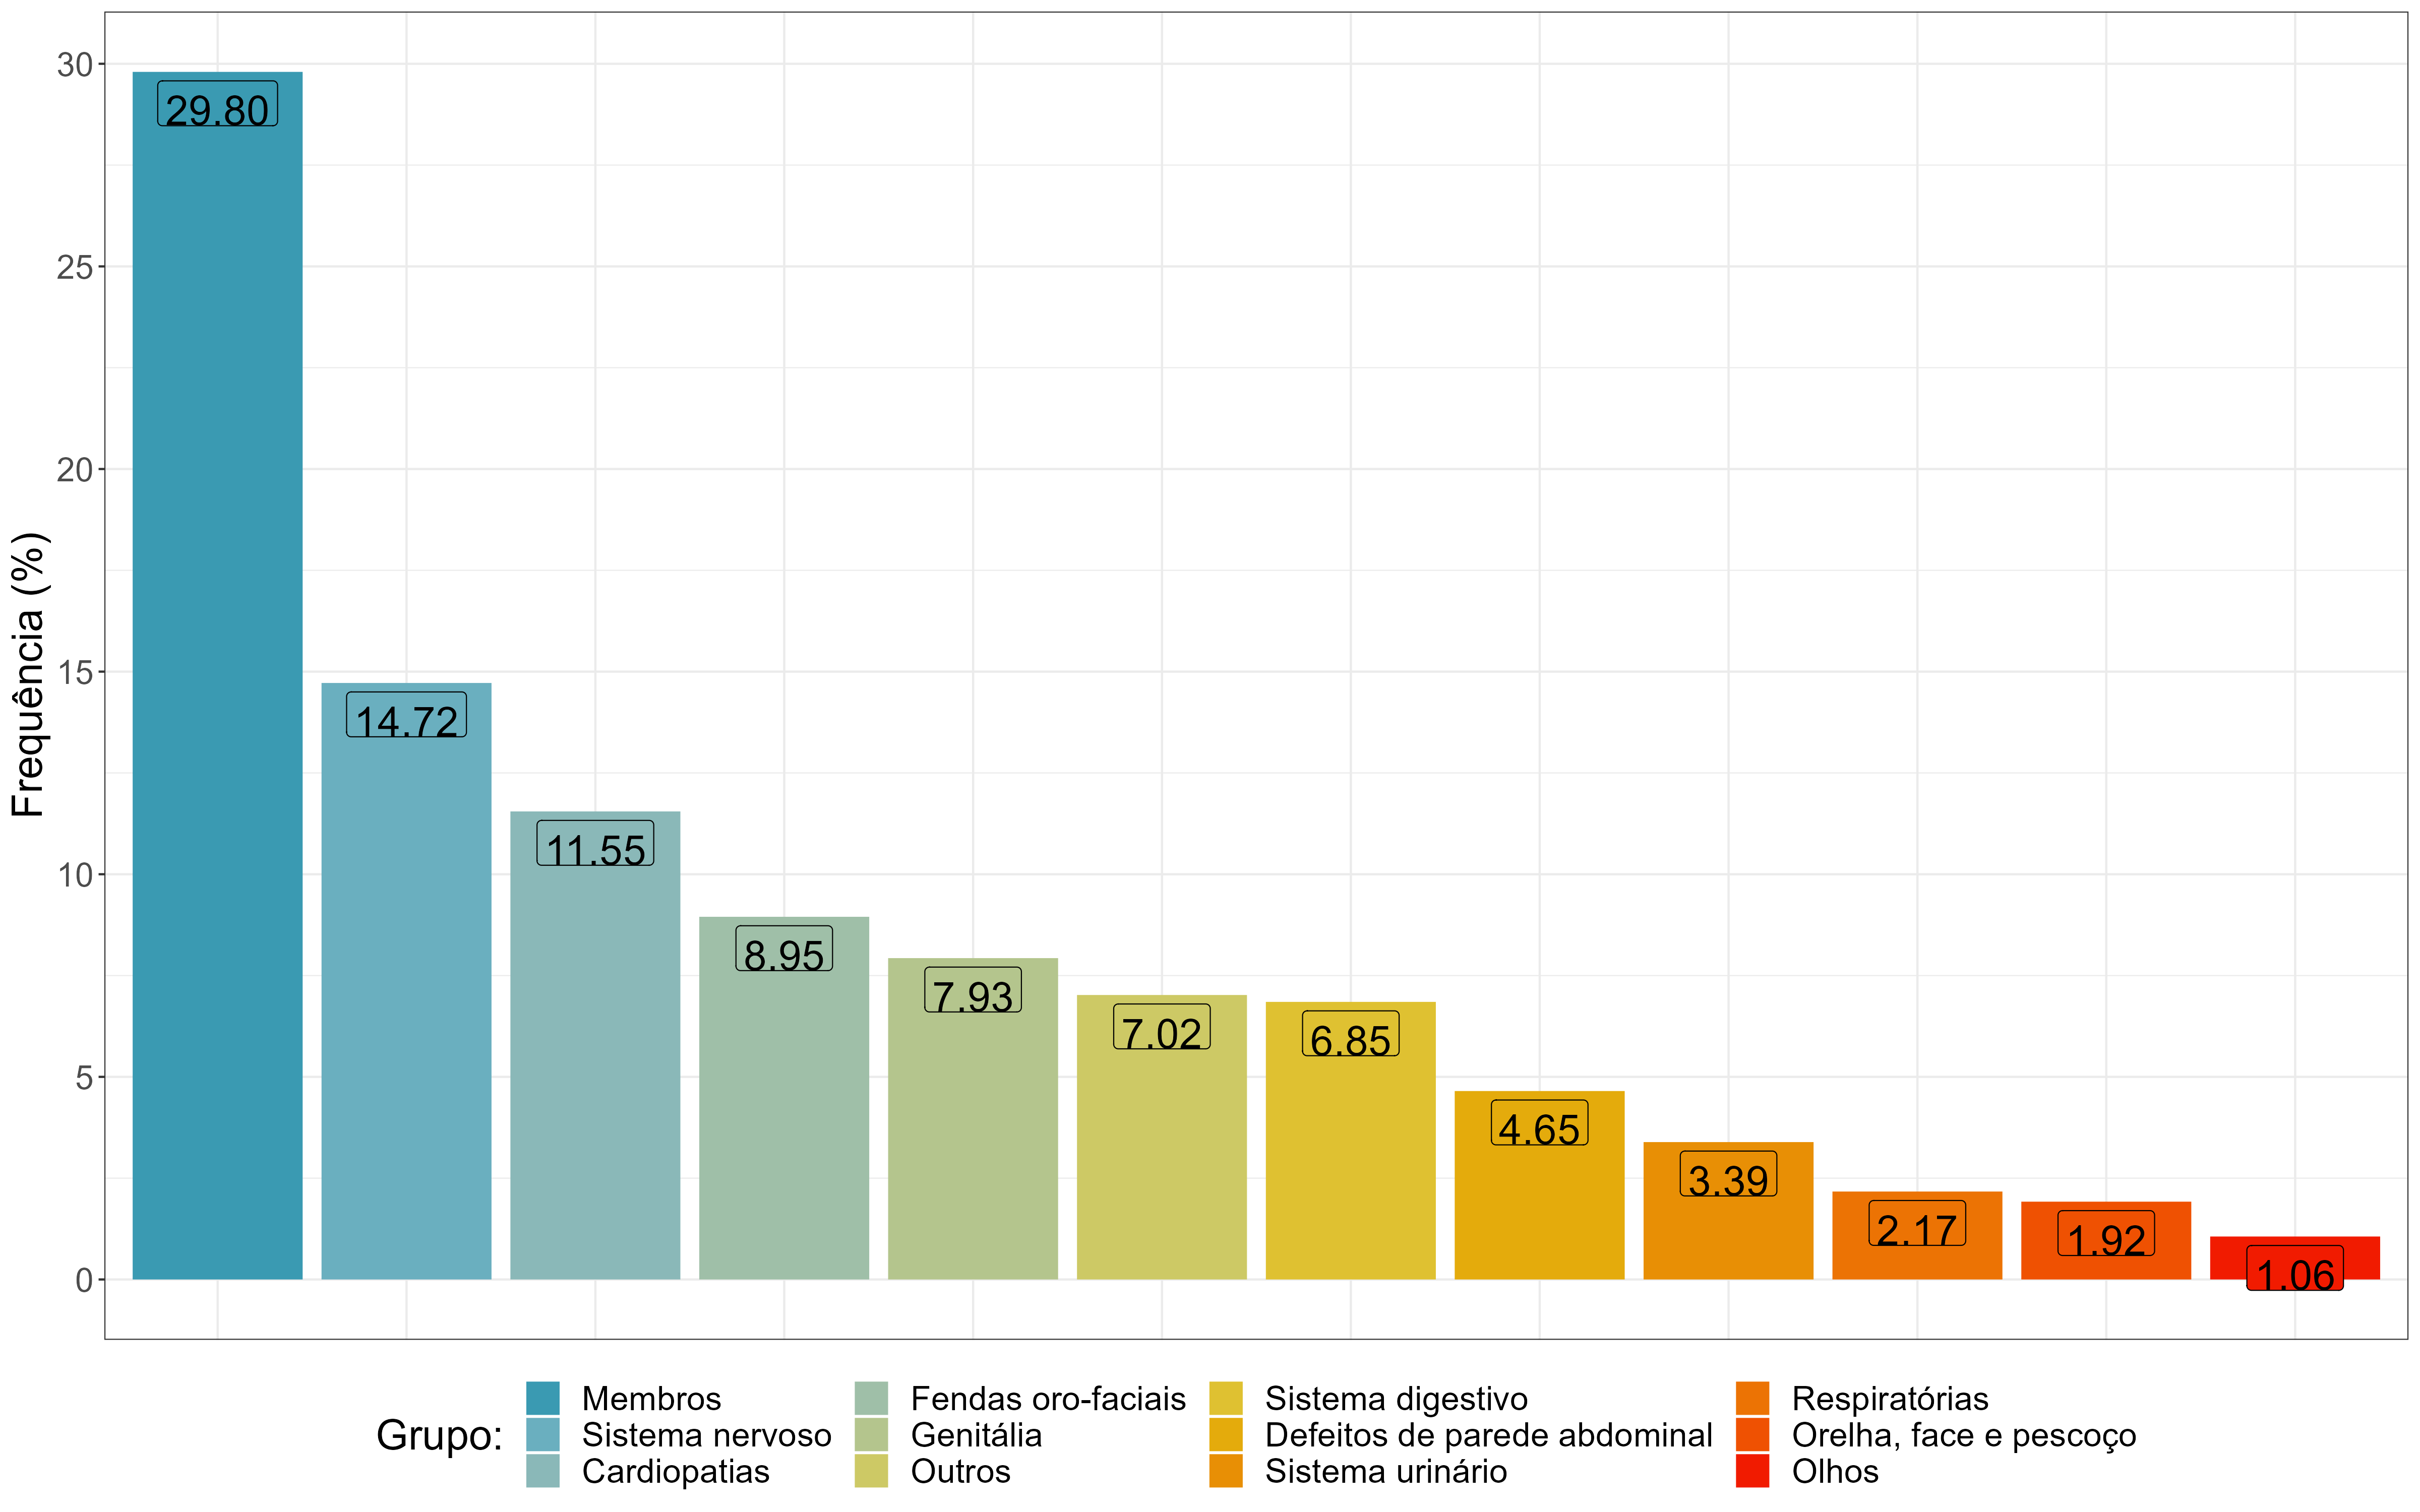 Frequência (%)
30
25
20
15
10
5
0
29.80
14.72
11.55
8.95
7.93
7.02
6.85
4.65
3.39
2.17
1.92
1.06
Grupo:
Membros
Sistema nervoso
Cardiopatias
Fendas oro-faciais
Genitália
Outros
Sistema digestivo
Defeitos de parede abdominal
Sistema urinário
Respiratórias
Orelha, face e pescoço
Olhos